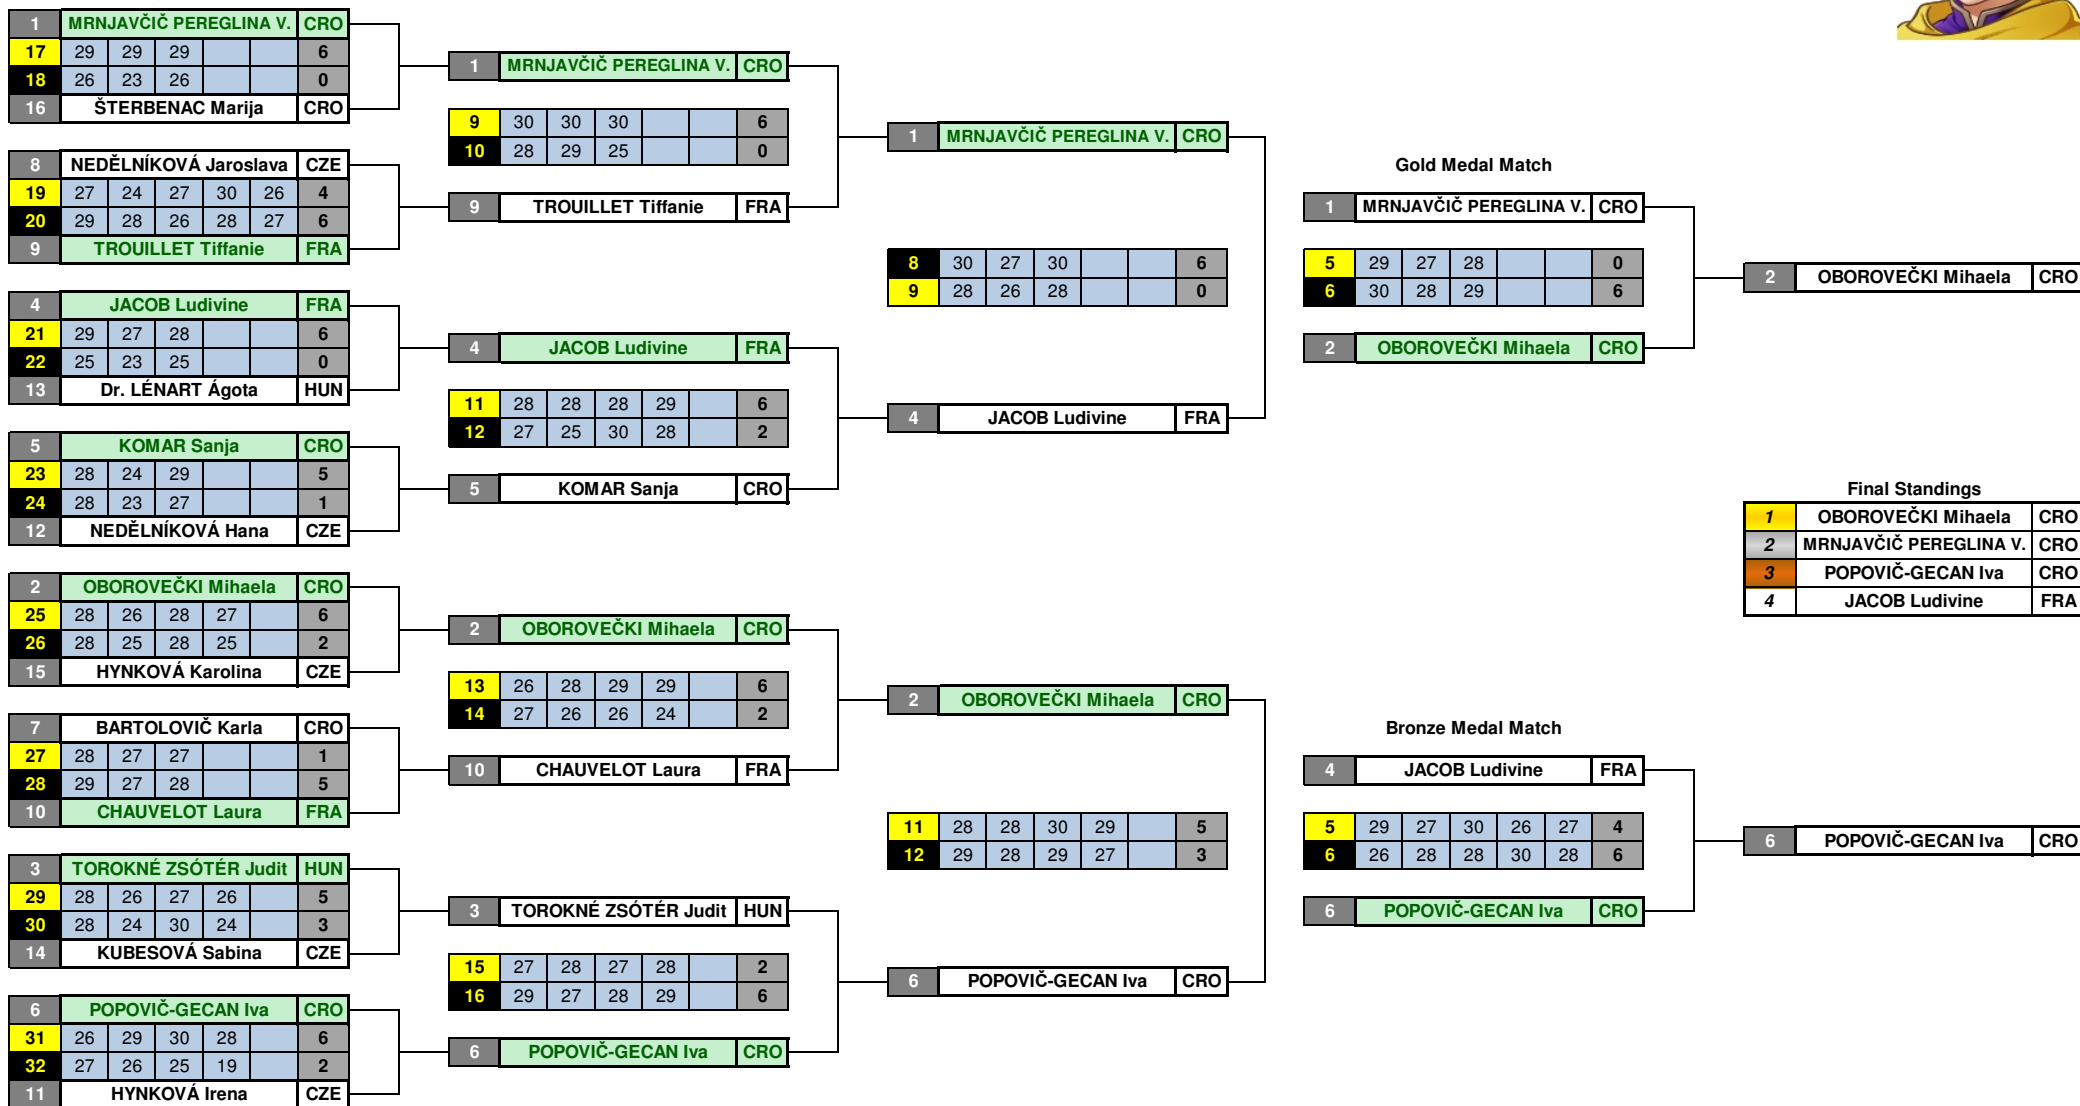 1 MRNJAVČIČ PEREGLINA V. CRO
17 29 29 29 6
18 26 23 26 0
16 ŠTERBENAC Marija CRO
8 NEDĚLNÍKOVÁ Jaroslava CZE
19 27 24 27 30 26 4
20 29 28 26 28 27 6
9 TROUILLET Tiffanie FRA
4 JACOB Ludivine FRA
21 29 27 28 6
22 25 23 25 0
13 Dr. LÉNART Ágota HUN
5 KOMAR Sanja CRO
23 28 24 29 5
24 28 23 27 1
12 NEDĚLNÍKOVÁ Hana CZE
2 OBOROVEČKI Mihaela CRO
25 28 26 28 27 6
26 28 25 28 25 2
15 HYNKOVÁ Karolina CZE
7 BARTOLOVIČ Karla CRO
27 28 27 27 1
28 29 27 28 5
10 CHAUVELOT Laura FRA
3 TOROKNÉ ZSÓTÉR Judit HUN
29 28 26 27 26 5
30 28 24 30 24 3
14 KUBESOVÁ Sabina CZE
6 POPOVIČ-GECAN Iva CRO
31 26 29 30 28 6
32 27 26 25 19 2
11 HYNKOVÁ Irena CZE
1 MRNJAVČIČ PEREGLINA V. CRO
9 30 30 30 6
10 28 29 25 0
9 TROUILLET Tiffanie FRA
4 JACOB Ludivine FRA
11 28 28 28 29 6
12 27 25 30 28 2
5 KOMAR Sanja CRO
2 OBOROVEČKI Mihaela CRO
13 26 28 29 29 6
14 27 26 26 24 2
10 CHAUVELOT Laura FRA
3 TOROKNÉ ZSÓTÉR Judit HUN
15 27 28 27 28 2
16 29 27 28 29 6
6 POPOVIČ-GECAN Iva CRO
1 MRNJAVČIČ PEREGLINA V. CRO
8 30 27 30 6
9 28 26 28 0
4 JACOB Ludivine FRA
2 OBOROVEČKI Mihaela CRO
11 28 28 30 29 5
12 29 28 29 27 3
6 POPOVIČ-GECAN Iva CRO
Gold Medal Match
1 MRNJAVČIČ PEREGLINA V. CRO
5 29 27 28 0
6 30 28 29 6
2 OBOROVEČKI Mihaela CRO
Bronze Medal Match
4 JACOB Ludivine FRA
5 29 27 30 26 27 4
6 26 28 28 30 28 6
6 POPOVIČ-GECAN Iva CRO
2 OBOROVEČKI Mihaela CRO
Final Standings
1 OBOROVEČKI Mihaela CRO
2 MRNJAVČIČ PEREGLINA V. CRO
3 POPOVIČ-GECAN Iva CRO
4 JACOB Ludivine FRA
6 POPOVIČ-GECAN Iva CRO